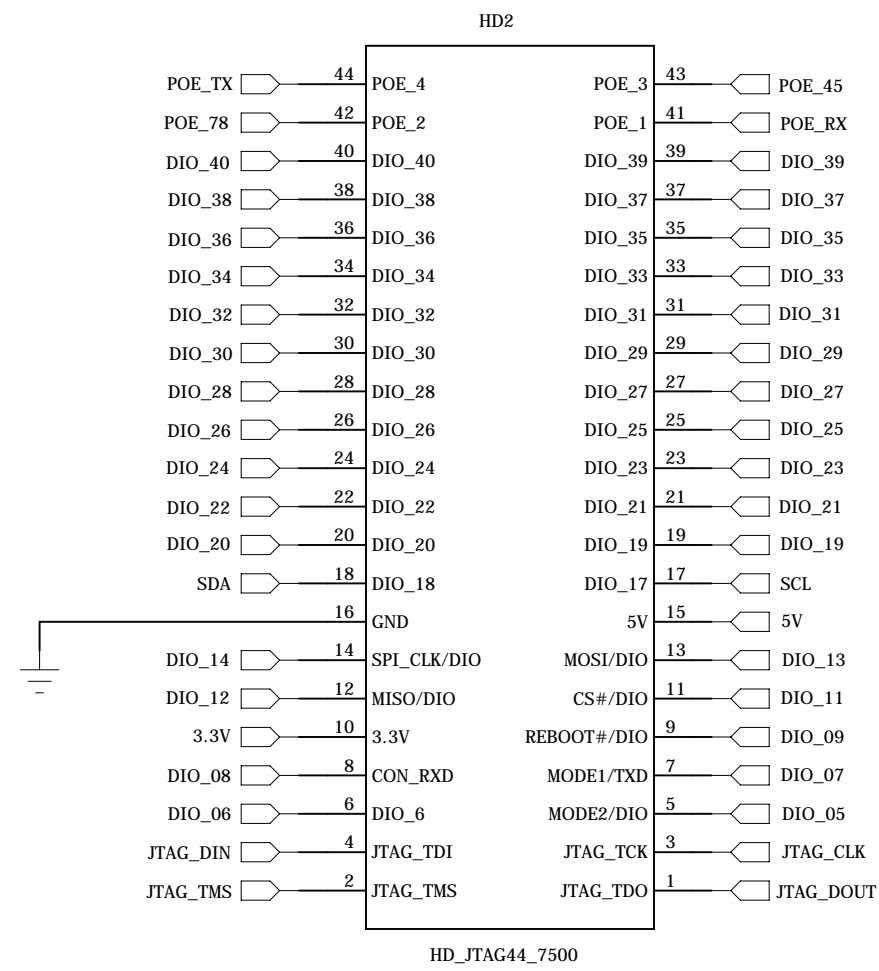 HD2
POE_TX 44 POE_4 POE_3 43 POE_45
POE_78 42 POE_2 POE_1 41 POE_RX
DIO_40 40 DIO_40 DIO_39 39 DIO_39
DIO_38 38 DIO_38 DIO_37 37 DIO_37
DIO_36 36 DIO_36 DIO_35 35 DIO_35
DIO_34 34 DIO_34 DIO_33 33 DIO_33
DIO_32 32 DIO_32 DIO_31 31 DIO_31
DIO_30 30 DIO_30 DIO_29 29 DIO_29
DIO_28 28 DIO_28 DIO_27 27 DIO_27
DIO_26 26 DIO_26 DIO_25 25 DIO_25
DIO_24 24 DIO_24 DIO_23 23 DIO_23
DIO_22 22 DIO_22 DIO_21 21 DIO_21
DIO_20 20 DIO_20 DIO_19 19 DIO_19
SDA 18 DIO_18 DIO_17 17 SCL
16 GND 5V 15 5V
DIO_14 14 SPI_CLK/DIO MOSI/DIO 13 DIO_13
DIO_12 12 MISO/DIO CS#/DIO 11 DIO_11
3.3V 10 3.3V REBOOT#/DIO 9 DIO_09
DIO_08 8 CON_RXD MODE1/TXD 7 DIO_07
DIO_06 6 DIO_6 MODE2/DIO 5 DIO_05
JTAG_DIN 4 JTAG_TDI JTAG_TCK 3 JTAG_CLK
JTAG_TMS 2 JTAG_TMS JTAG_TDO 1 JTAG_DOUT
HD_JTAG44_7500